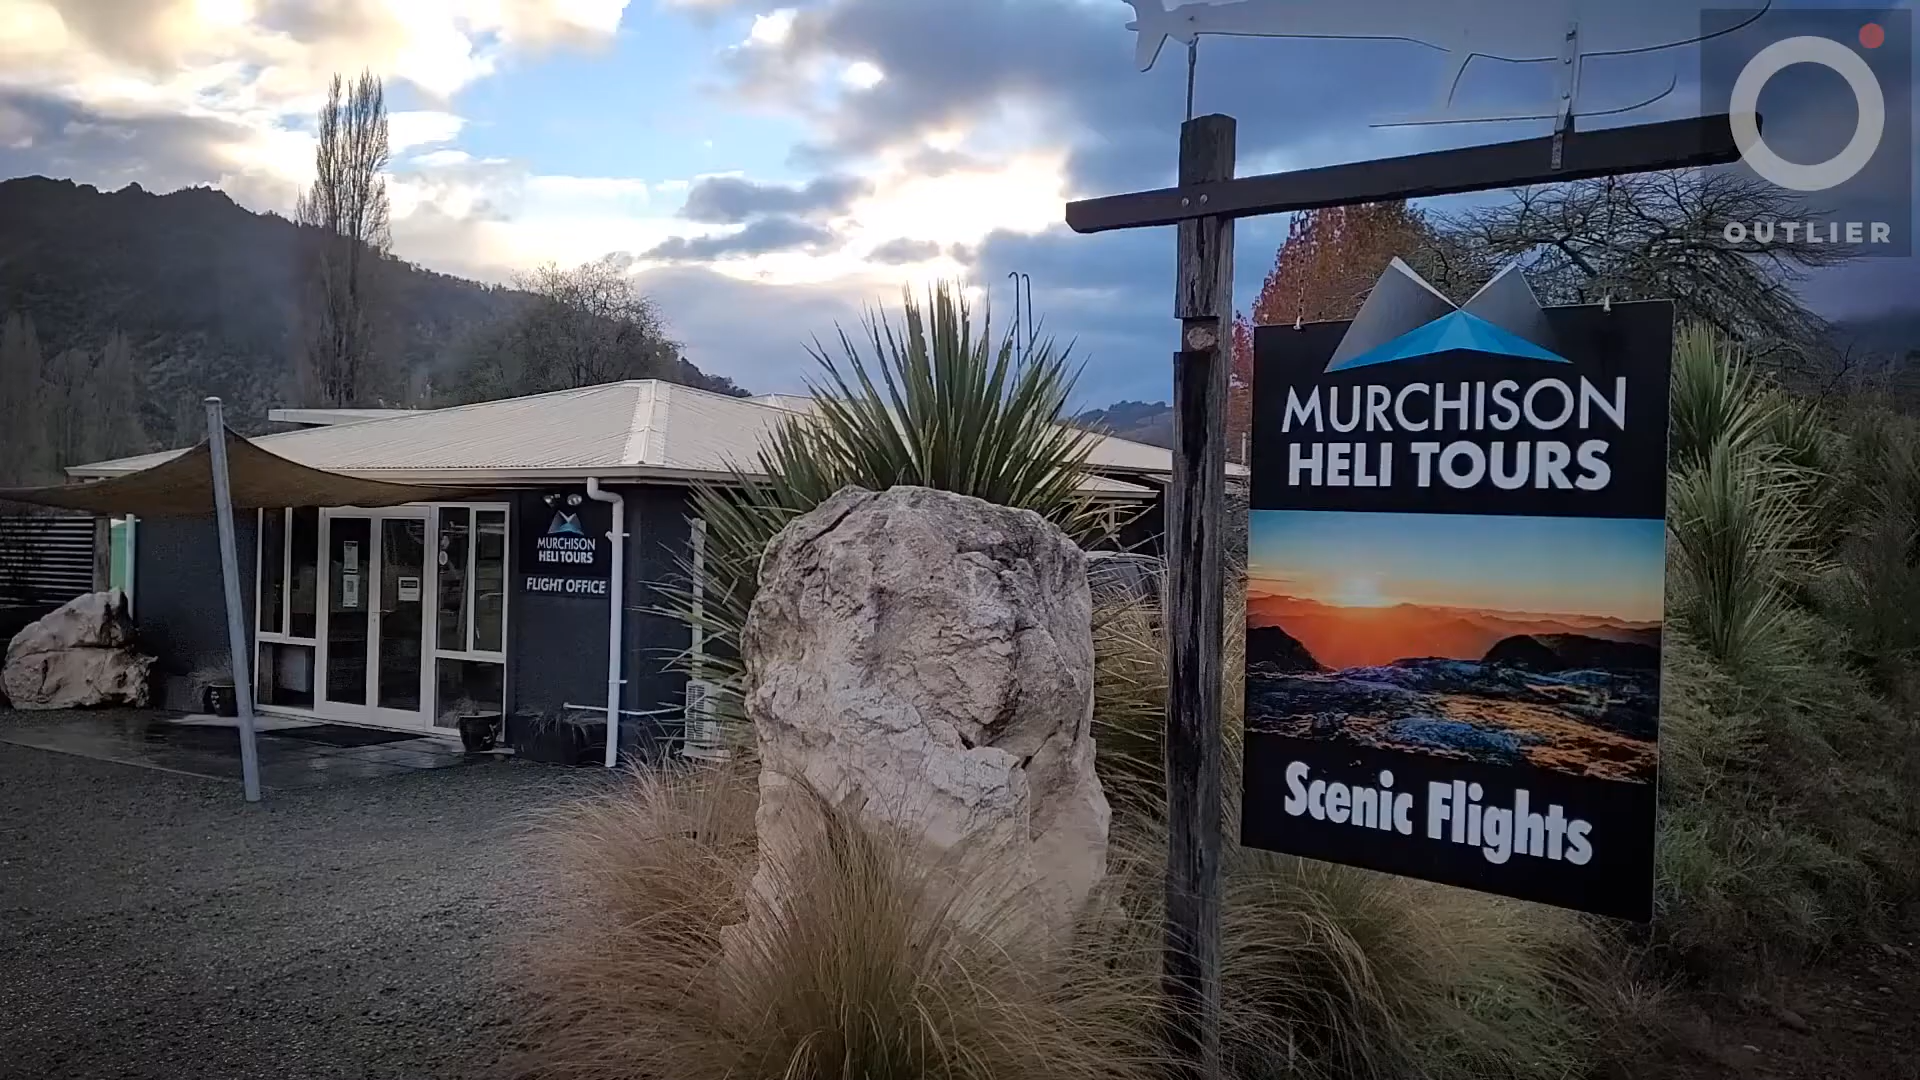 OUTLIER
MURCHISON
HELI TOURS
Scenic Flights
MURCHISON
HELI TOURS
FLIGHT OFFICE